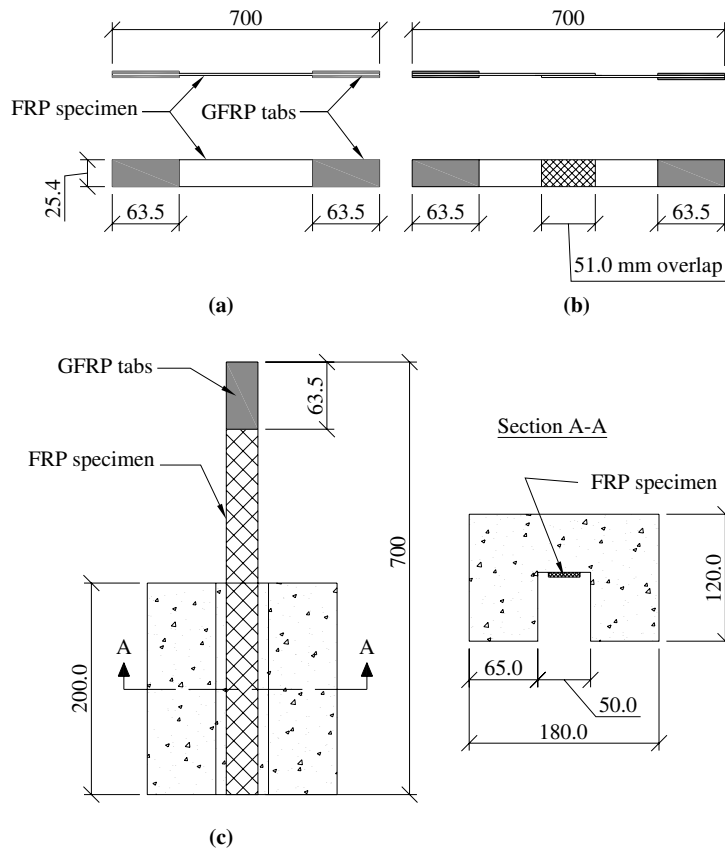 700
700
FRP specimen
GFRP tabs
25.4
63.5
63.5
63.5
63.5
51.0 mm overlap
(a)
(b)
GFRP tabs
63.5
FRP specimen
700
200.0
A
A
(c)
Section A-A
FRP specimen
120.0
65.0
50.0
180.0